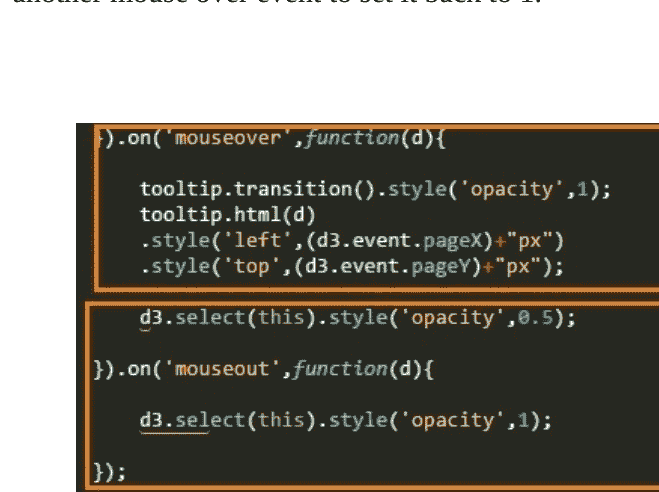 another mouse over event to set it back to 1.
}).on('mouseover',function(d){
tooltip.transition().style('opacity',1);
tooltip.html(d)
.style('left',(d3.event.pageX)+"px")
.style('top',(d3.event.pageY)+"px");
d3.select(this).style('opacity',0.5);
}).on('mouseout',function(d){
d3.select(this).style('opacity',1);
});